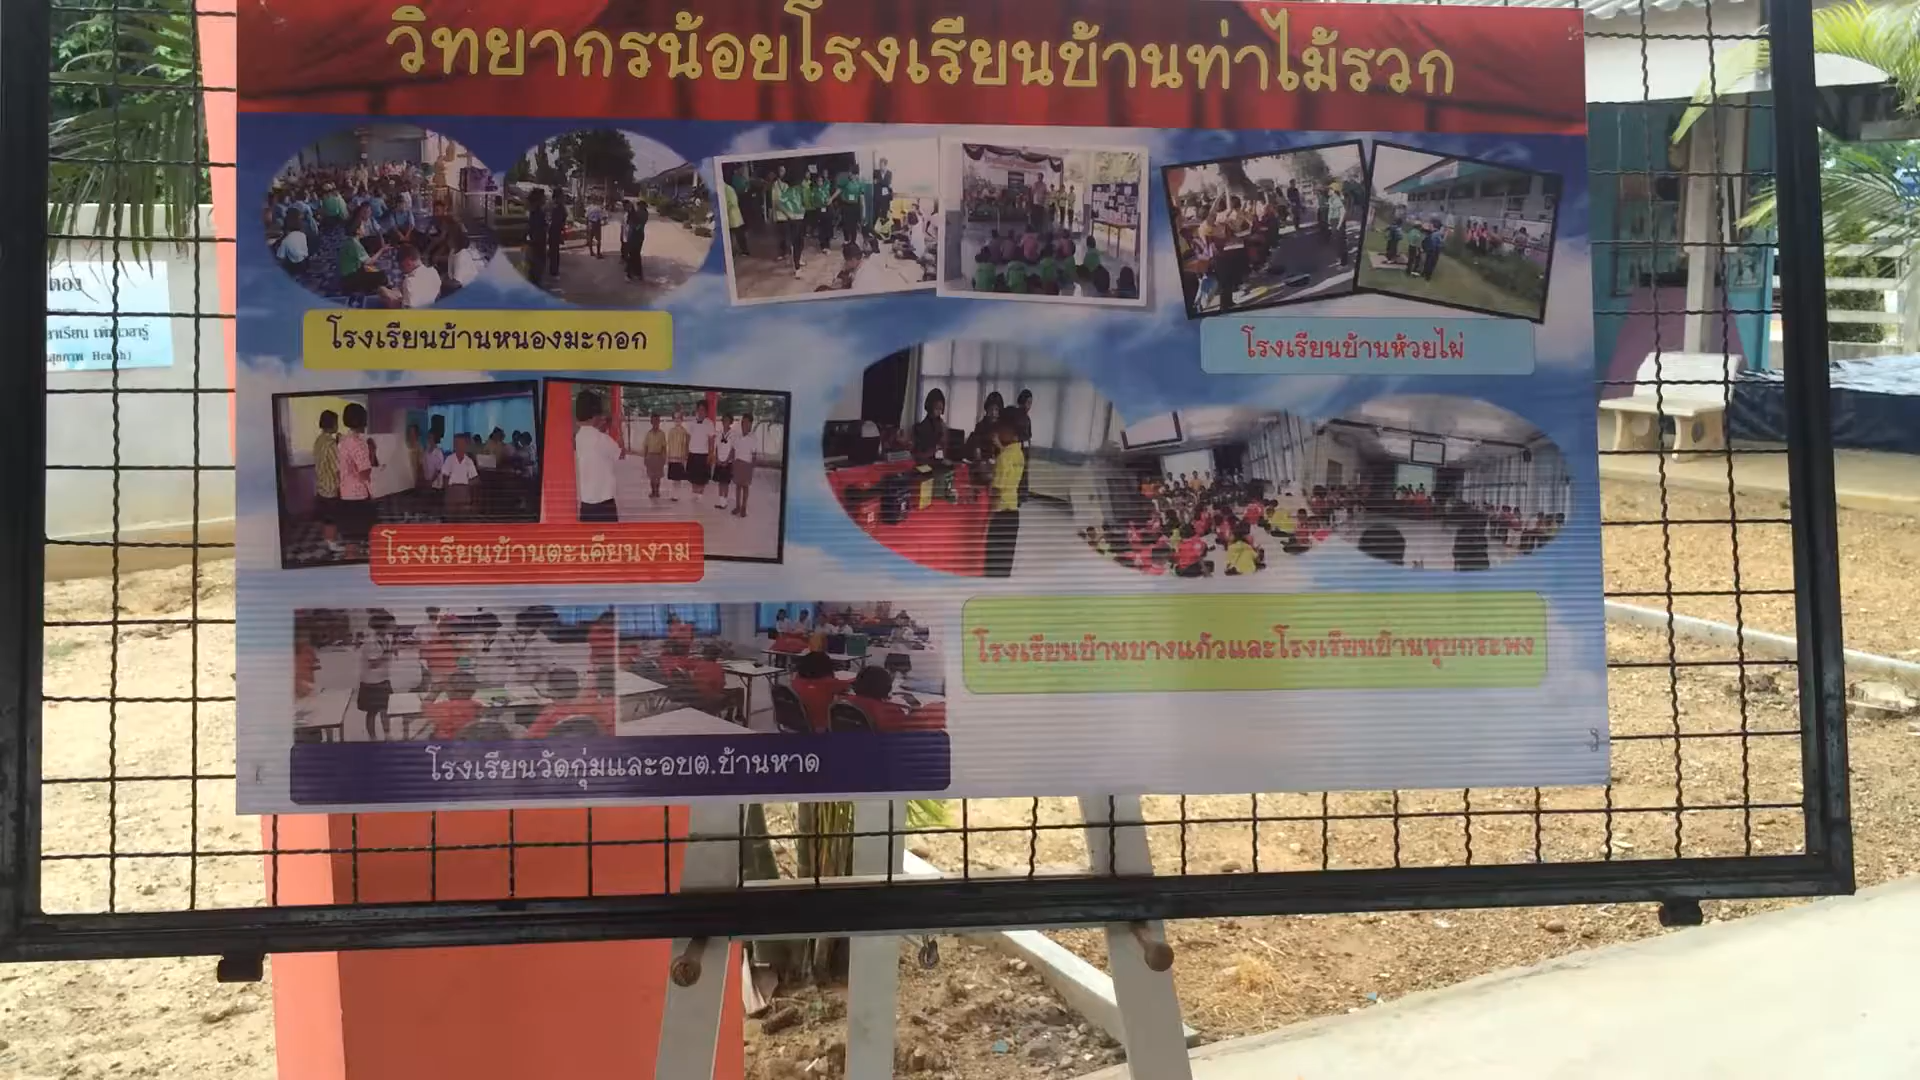 วิทยากรน้อยโรงเรียนบ้านท่าไม้รวก
โรงเรียนบ้านหนองมะกอก
โรงเรียนบ้านห้วยไผ่
โรงเรียนบ้านตะเคียนงาม
โรงเรียนบ้านยางแก้วและโรงเรียนบ้านพุบกระพง
โรงเรียนวัดกุ่มและอบต.บ้านหาด